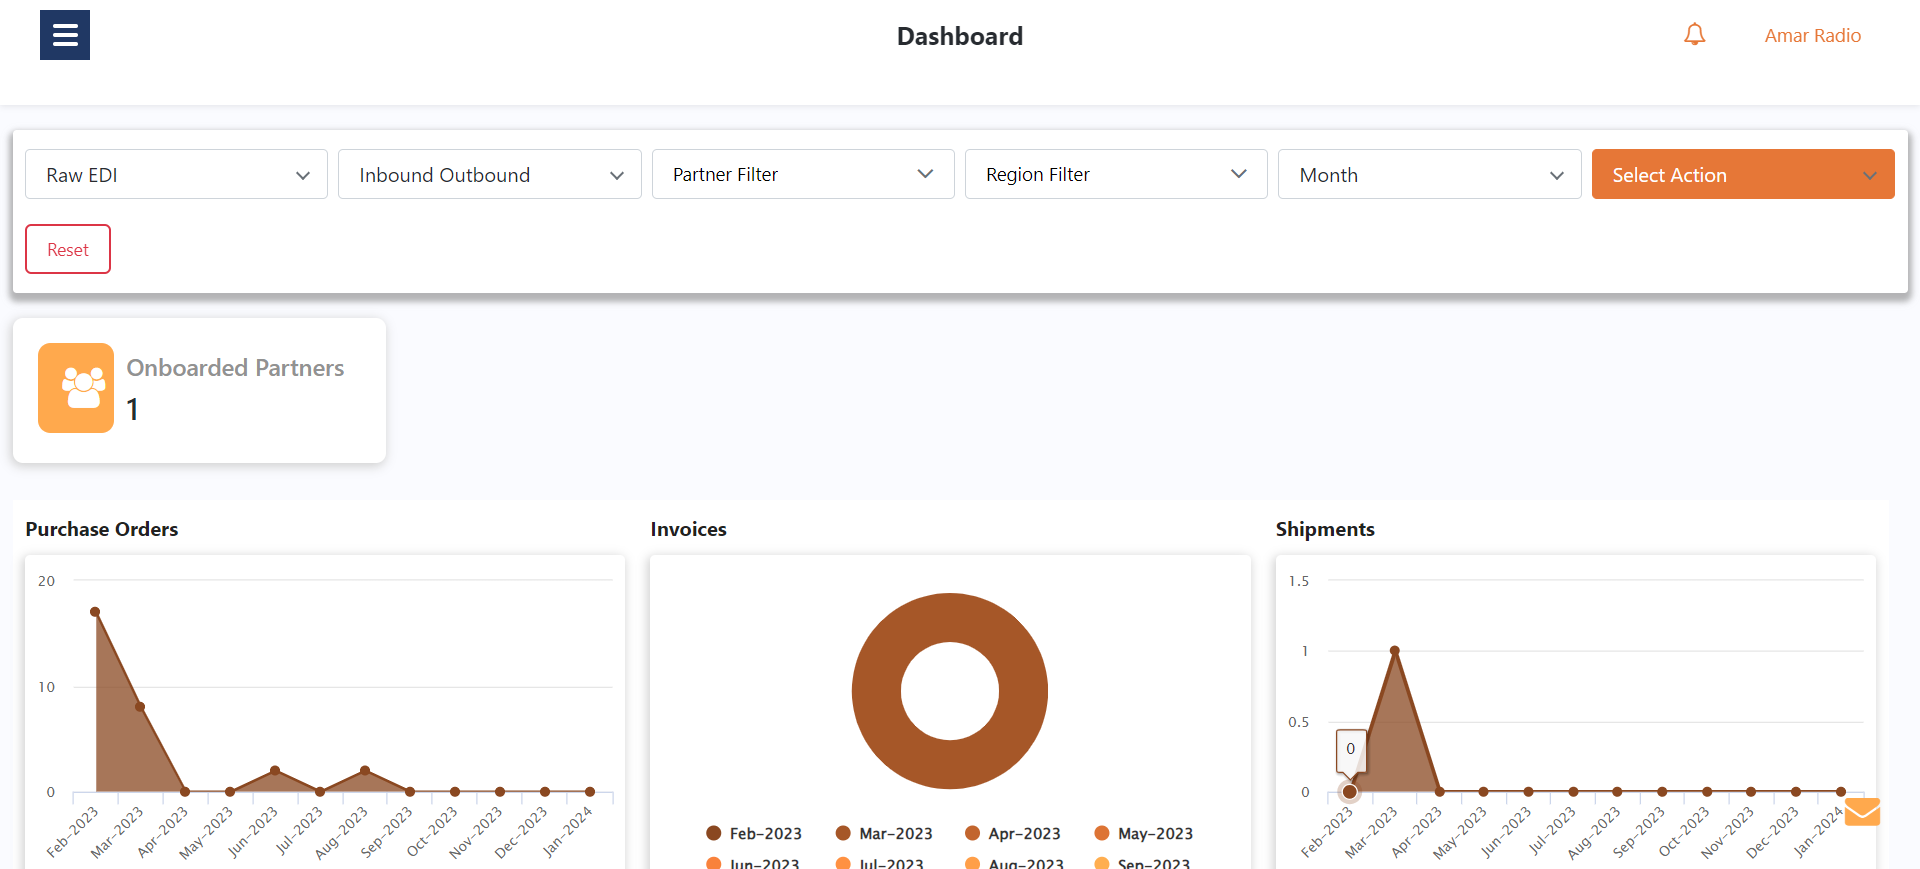 Dashboard
Amar Radio
Raw EDI
Inbound Outbound
Partner Filter
Region Filter
Month
Select Action
Reset
Onboarded Partners
1
Purchase Orders
20
10
0
Feb-2023
Mar-2023
Apr-2023
May-2023
Jun-2023
Jul-2023
Aug-2023
Sep-2023
Oct-2023
Nov-2023
Dec-2023
Jan-2024
Invoices
Feb-2023 Mar-2023 Apr-2023 May-2023
Jun-2023 Jul-2023 Aug-2023 Sep-2023
Shipments
1.5
1
0.5
0
0
Feb-2023
Mar-2023
Apr-2023
May-2023
Jun-2023
Jul-2023
Aug-2023
Sep-2023
Oct-2023
Nov-2023
Dec-2023
Jan-2024